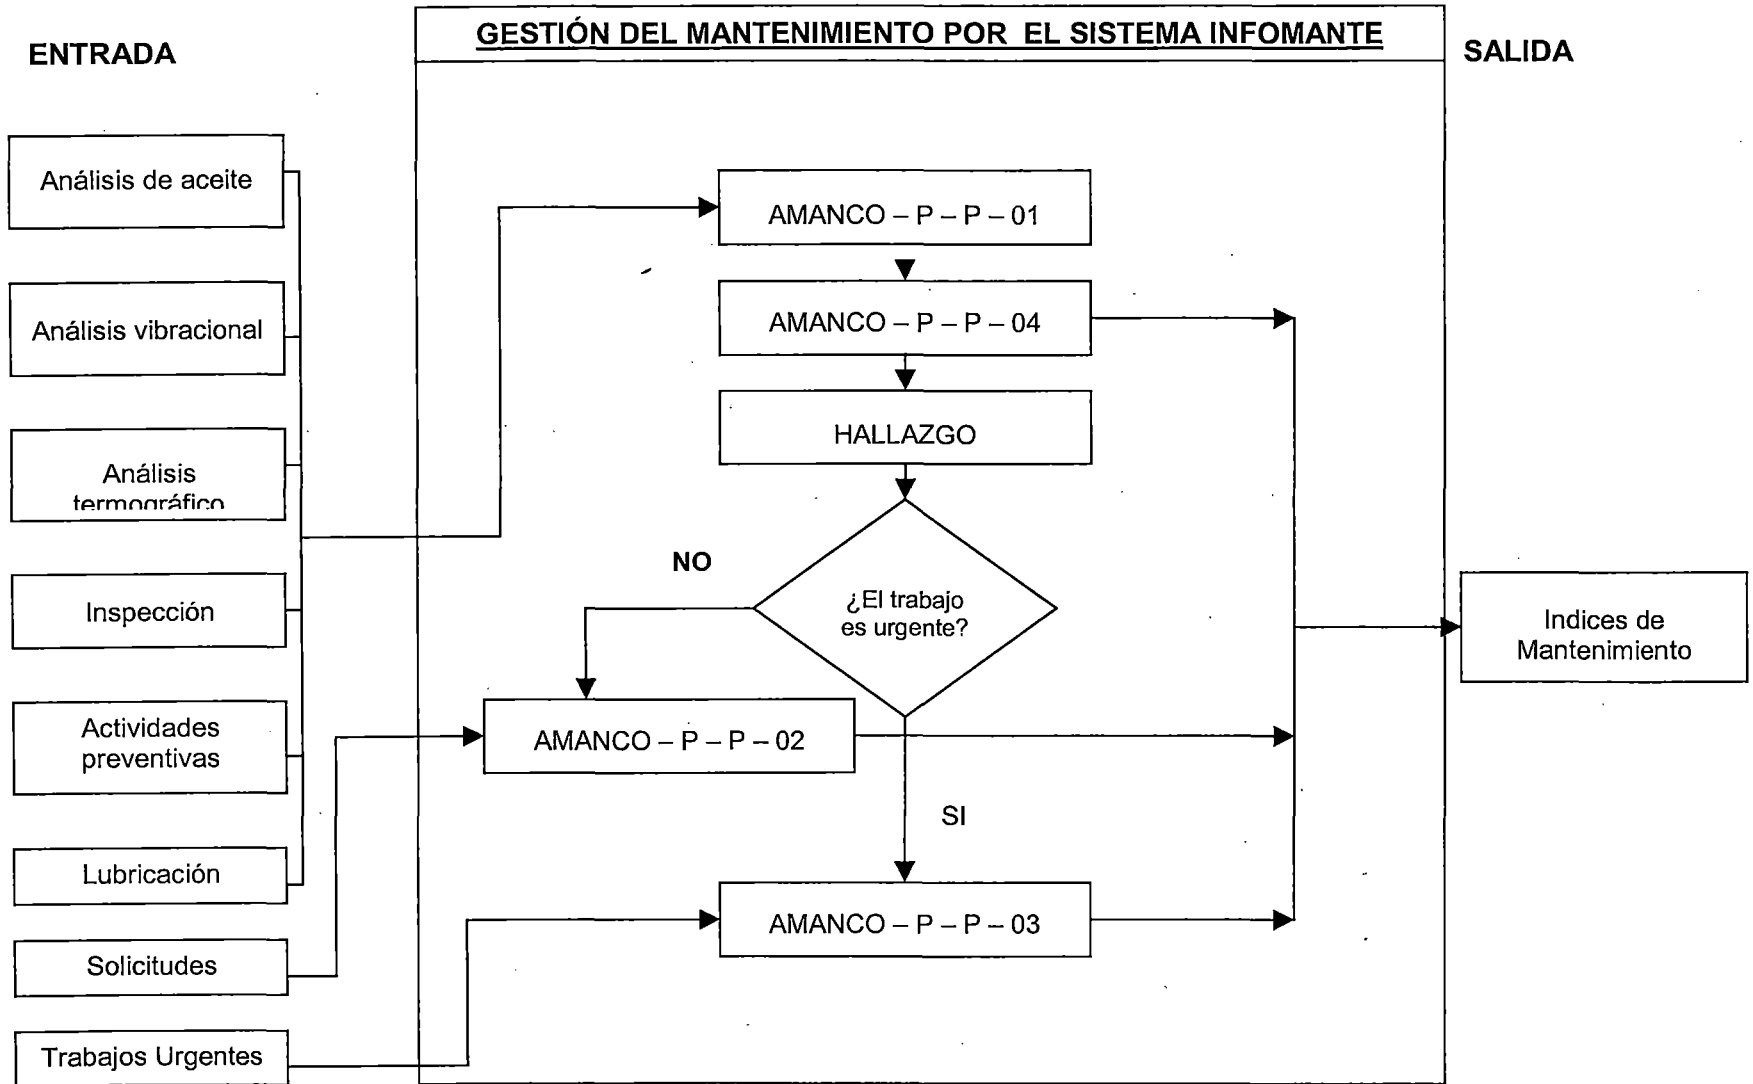 ENTRADA
GESTIÓN DEL MANTENIMIENTO POR EL SISTEMA INFOMANTE
SALIDA
Análisis de aceite
Análisis vibracional
Análisis
termográfico
Inspección
Actividades
preventivas
Lubricación
Solicitudes
Trabajos Urgentes
AMANCO – P – P – 01
AMANCO – P – P – 04
HALLAZGO
NO
¿El trabajo
es urgente?
AMANCO – P – P – 02
SI
AMANCO – P – P – 03
Indices de
Mantenimiento